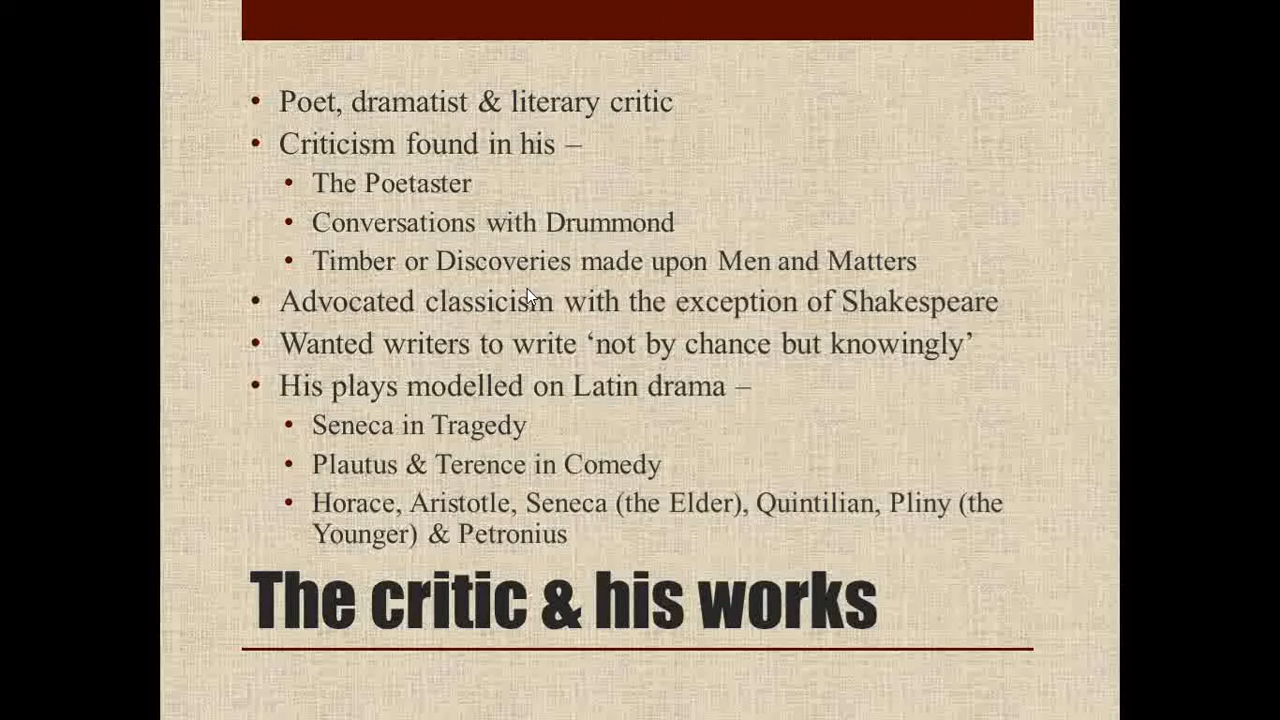 • Poet, dramatist & literary critic
• Criticism found in his –
• The Poetaster
• Conversations with Drummond
• Timber or Discoveries made upon Men and Matters
• Advocated classicism with the exception of Shakespeare
• Wanted writers to write ‘not by chance but knowingly’
• His plays modelled on Latin drama –
• Seneca in Tragedy
• Plautus & Terence in Comedy
• Horace, Aristotle, Seneca (the Elder), Quintilian, Pliny (the
Younger) & Petronius
The critic & his works